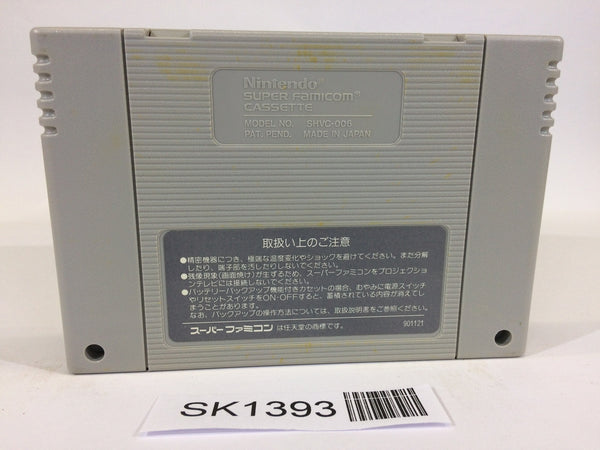 Nintendo®
SUPER FAMICOM®
CASSETTE
MODEL NO. SHVC-006
PAT. PEND. MADE IN JAPAN
取扱い上のご注意
●精密機器につき、極端な温度変化やショックを避けてください。また分解
したり、端子部を汚したりしないでください。
●残像現象(画面焼け)が生ずるため、スーパーファミコンをプロジェクショ
ンテレビには接続しないでください。
●バッテリーバックアップ機能付きカセットの場合、むやみに電源スイッチ
やリセットスイッチをON・OFFすると、蓄積されている内容が消えてし
まうことがあります。
なお、バックアップの操作方法については、取扱説明書をご参照ください。
スーパーファミコン は任天堂の商標です。 901121
SK1393